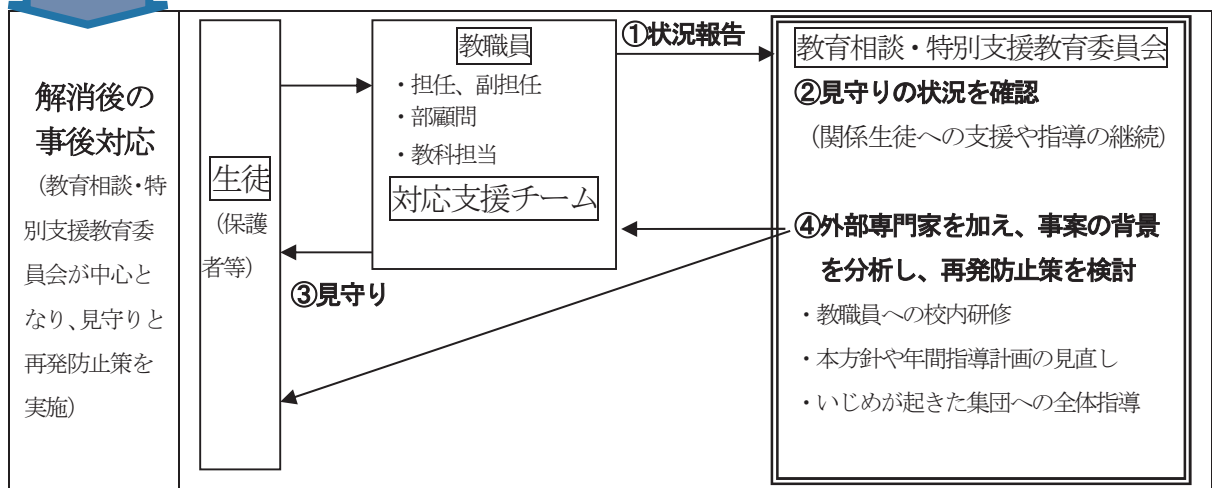 解消後の
事後対応
(教育相談・特
別支援教育委
員会が中心と
なり、見守りと
再発防止策を
実施)
生徒
(保護
者等)
教職員
・担任、副担任
・部顧問
・教科担当
対応支援チーム
①状況報告
③見守り
教育相談・特別支援教育委員会
②見守りの状況を確認
(関係生徒への支援や指導の継続)
④外部専門家を加え、事案の背景
を分析し、再発防止策を検討
・教職員への校内研修
・本方針や年間指導計画の見直し
・いじめが起きた集団への全体指導